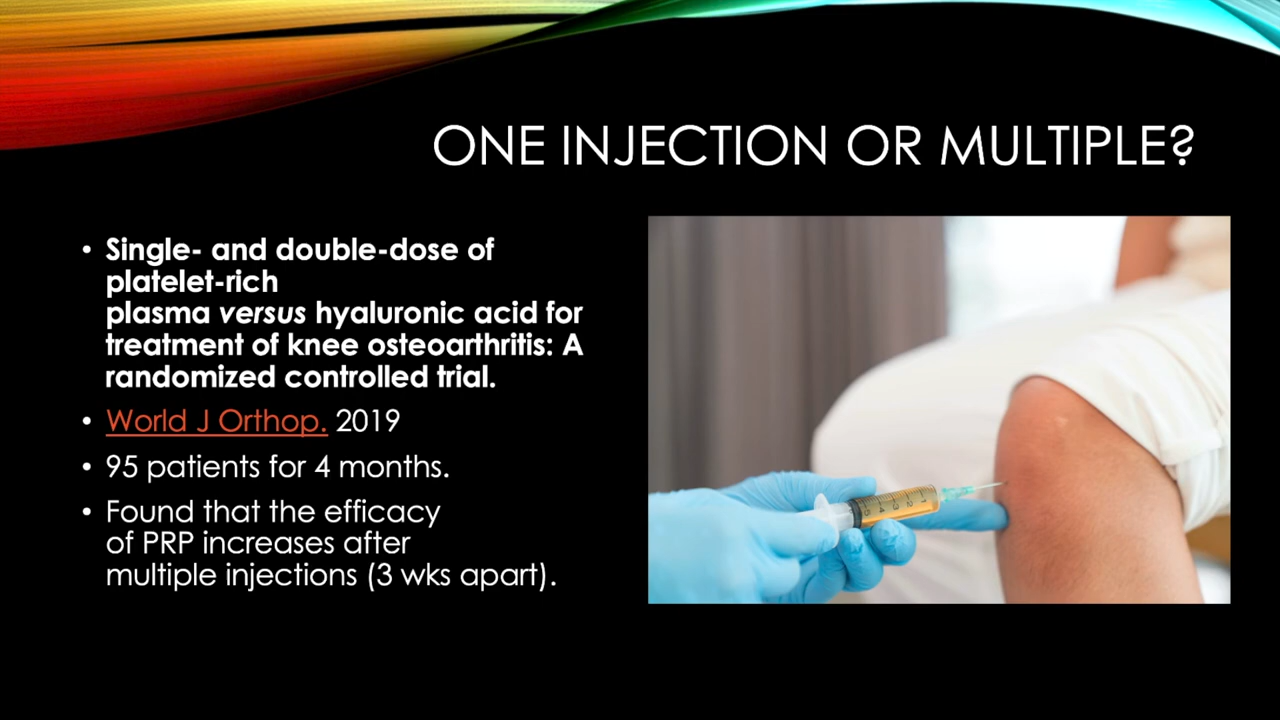 ONE INJECTION OR MULTIPLE?
• Single- and double-dose of
platelet-rich
plasma versus hyaluronic acid for
treatment of knee osteoarthritis: A
randomized controlled trial.
• World J Orthop. 2019
• 95 patients for 4 months.
• Found that the efficacy
of PRP increases after
multiple injections (3 wks apart).